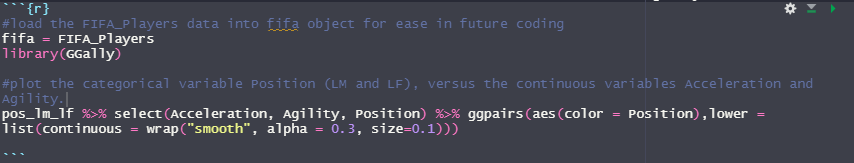 ```{r}
#load the FIFA_Players data into fifa object for ease in future coding
fifa = FIFA_Players
library(GGally)
#plot the categorical variable Position (LM and LF), versus the continuous variables Acceleration and
Agility.
pos_lm_lf %>% select(Acceleration, Agility, Position) %>% ggpairs(aes(color = Position),lower =
list(continuous = wrap("smooth", alpha = 0.3, size=0.1)))
```